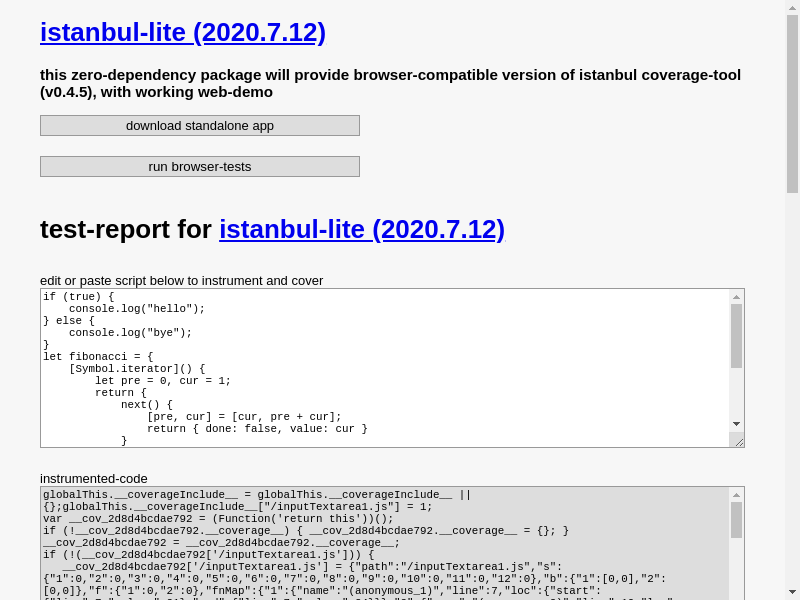 istanbul-lite (2020.7.12)
this zero-dependency package will provide browser-compatible version of istanbul coverage-tool
(v0.4.5), with working web-demo
download standalone app
run browser-tests
test-report for istanbul-lite (2020.7.12)
edit or paste script below to instrument and cover
if (true) {
    console.log("hello");
} else {
    console.log("bye");
}
let fibonacci = {
    [Symbol.iterator]() {
        let pre = 0, cur = 1;
        return {
            next() {
                [pre, cur] = [cur, pre + cur];
                return { done: false, value: cur }
            }
instrumented-code
globalThis.__coverageInclude__ = globalThis.__coverageInclude__ ||
{};globalThis.__coverageInclude__["/inputTextarea1.js"] = 1;
var __cov_2d8d4bcdae792 = (Function('return this'))();
if (!__cov_2d8d4bcdae792.__coverage__) { __cov_2d8d4bcdae792.__coverage__ = {}; }
__cov_2d8d4bcdae792 = __cov_2d8d4bcdae792.__coverage__;
if (!(__cov_2d8d4bcdae792['/inputTextarea1.js'])) {
   __cov_2d8d4bcdae792['/inputTextarea1.js'] = {"path":"/inputTextarea1.js","s":
{"1":0,"2":0,"3":0,"4":0,"5":0,"6":0,"7":0,"8":0,"9":0,"10":0,"11":0,"12":0},"b":{"1":[0,0],"2":
[0,0]},"f":{"1":0,"2":0},"fnMap":{"1":{"name":"(anonymous_1)","line":7,"loc":{"start":